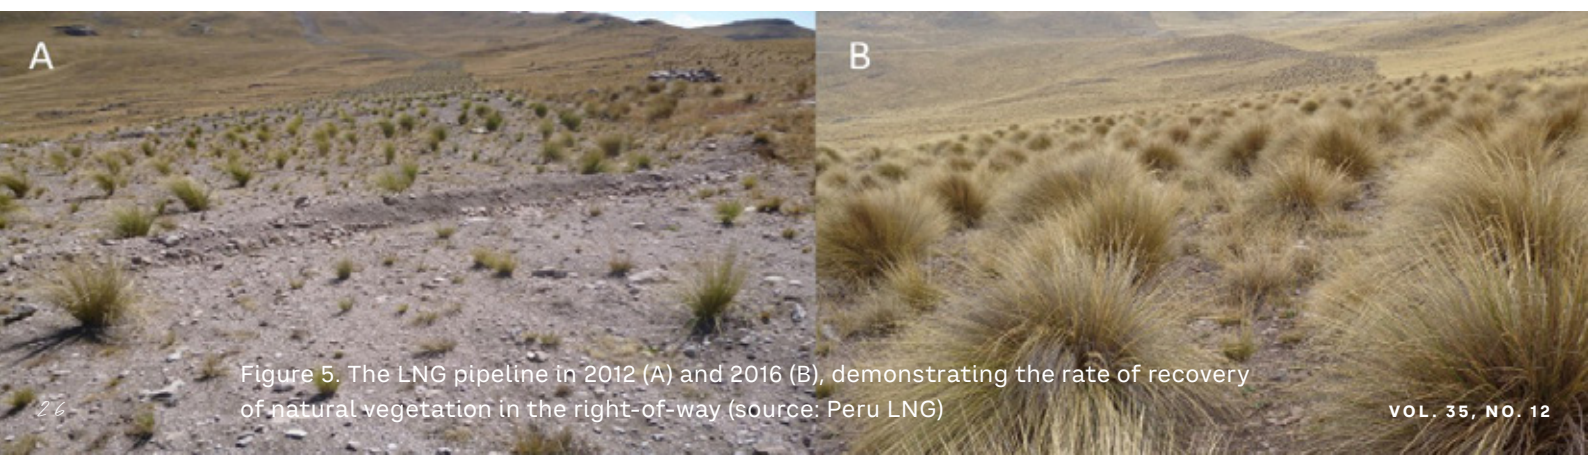 A
B
Figure 5. The LNG pipeline in 2012 (A) and 2016 (B), demonstrating the rate of recovery
of natural vegetation in the right-of-way (source: Peru LNG)
26
VOL. 35, NO. 12